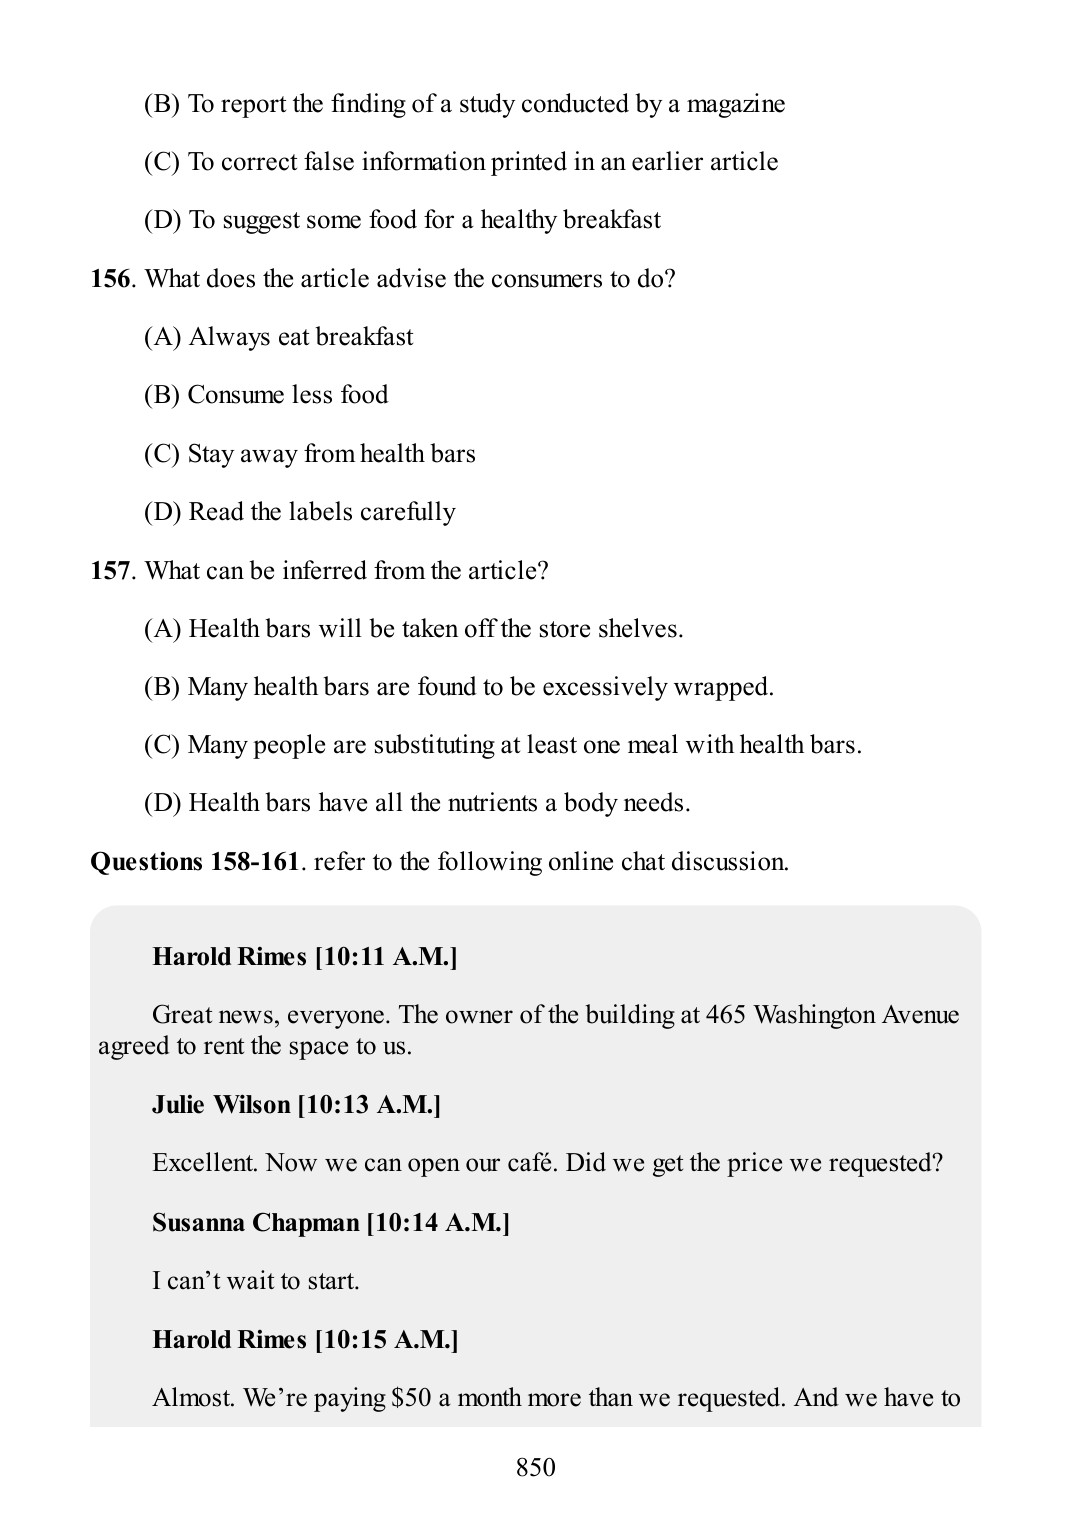 (B) To report the finding of a study conducted by a magazine
(C) To correct false information printed in an earlier article
(D) To suggest some food for a healthy breakfast
156. What does the article advise the consumers to do?
(A) Always eat breakfast
(B) Consume less food
(C) Stay away from health bars
(D) Read the labels carefully
157. What can be inferred from the article?
(A) Health bars will be taken off the store shelves.
(B) Many health bars are found to be excessively wrapped.
(C) Many people are substituting at least one meal with health bars.
(D) Health bars have all the nutrients a body needs.
Questions 158-161. refer to the following online chat discussion.
Harold Rimes [10:11 A.M.]
Great news, everyone. The owner of the building at 465 Washington Avenue
agreed to rent the space to us.
Julie Wilson [10:13 A.M.]
Excellent. Now we can open our café. Did we get the price we requested?
Susanna Chapman [10:14 A.M.]
I can’t wait to start.
Harold Rimes [10:15 A.M.]
Almost. We’re paying $50 a month more than we requested. And we have to
850